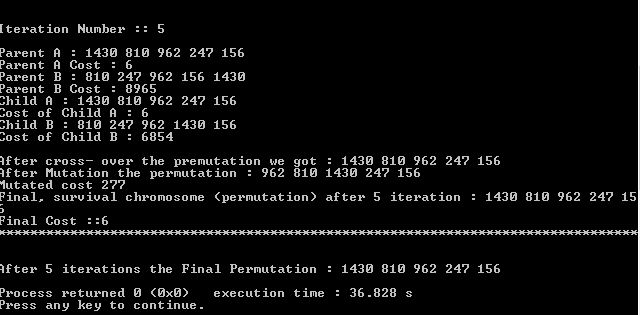 Iteration Number :: 5
Parent A : 1430 810 962 247 156
Parent A Cost : 6
Parent B : 810 247 962 156 1430
Parent B Cost : 8965
Child A : 1430 810 962 247 156
Cost of Child A : 6
Child B : 810 247 962 1430 156
Cost of Child B : 6854
After cross- over the premutation we got : 1430 810 962 247 156
After Mutation the permutation : 962 810 1430 247 156
Mutated cost 277
Final, survival chromosome (permutation) after 5 iteration : 1430 810 962 247 15
6
Final Cost ::6
********************************************************************************
After 5 iterations the Final Permutation : 1430 810 962 247 156
Process returned 0 (0x0)   execution time : 36.828 s
Press any key to continue.